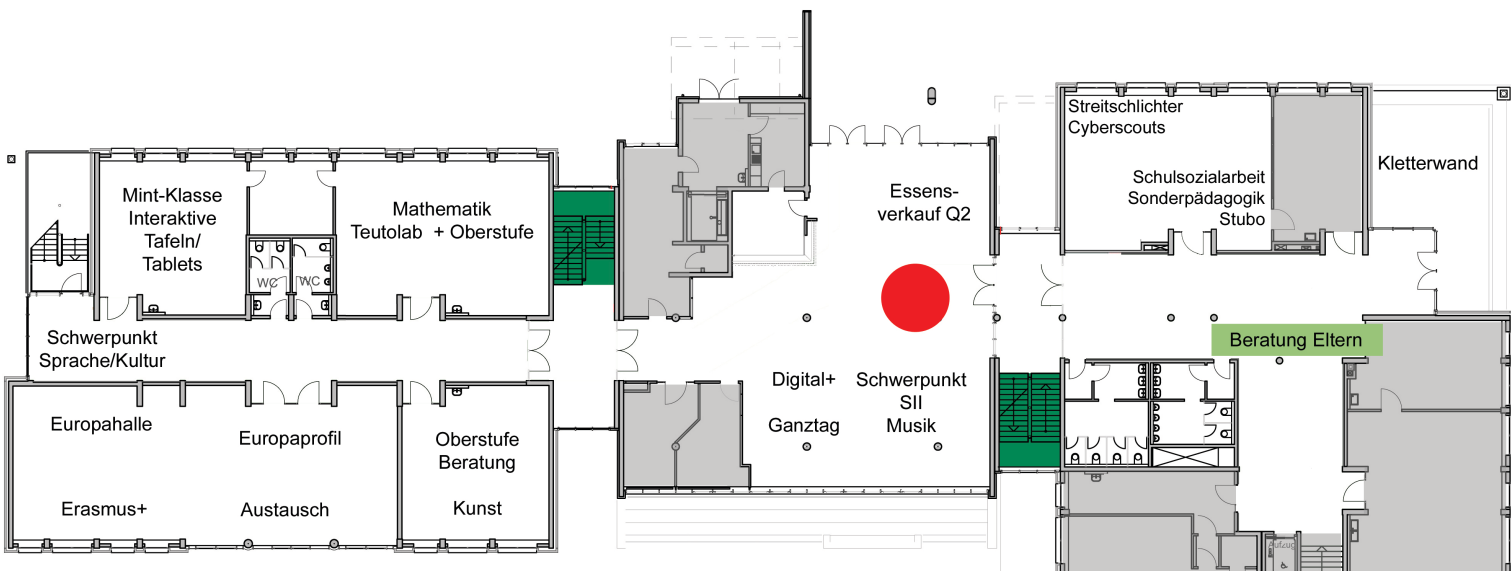 Mint-Klasse
Interaktive
Tafeln/
Tablets
WC
WC
Mathematik
Teutolab + Oberstufe
Schwerpunkt
Sprache/Kultur
Europahalle
Europaprofil
Erasmus+
Austausch
Oberstufe
Beratung
Kunst
Essens-
verkauf Q2
Digital+
Ganztag
Schwerpunkt
SII
Musik
Streitschlichter
Cyberscouts
Schulsozialarbeit
Sonderpädagogik
Stubo
Kletterwand
Beratung Eltern
Aufzug